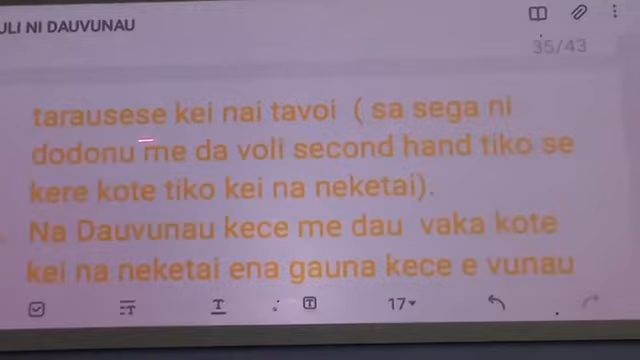 ULI NI DAUVUNAU
35/43
tarausese kei nai tavoi ( sa sega ni
dodonu me da voli second hand tiko se
kere kote tiko kei na neketai).
Na Dauvunau kece me dau vaka kote
kei na neketai ena gauna kece e vunau
17